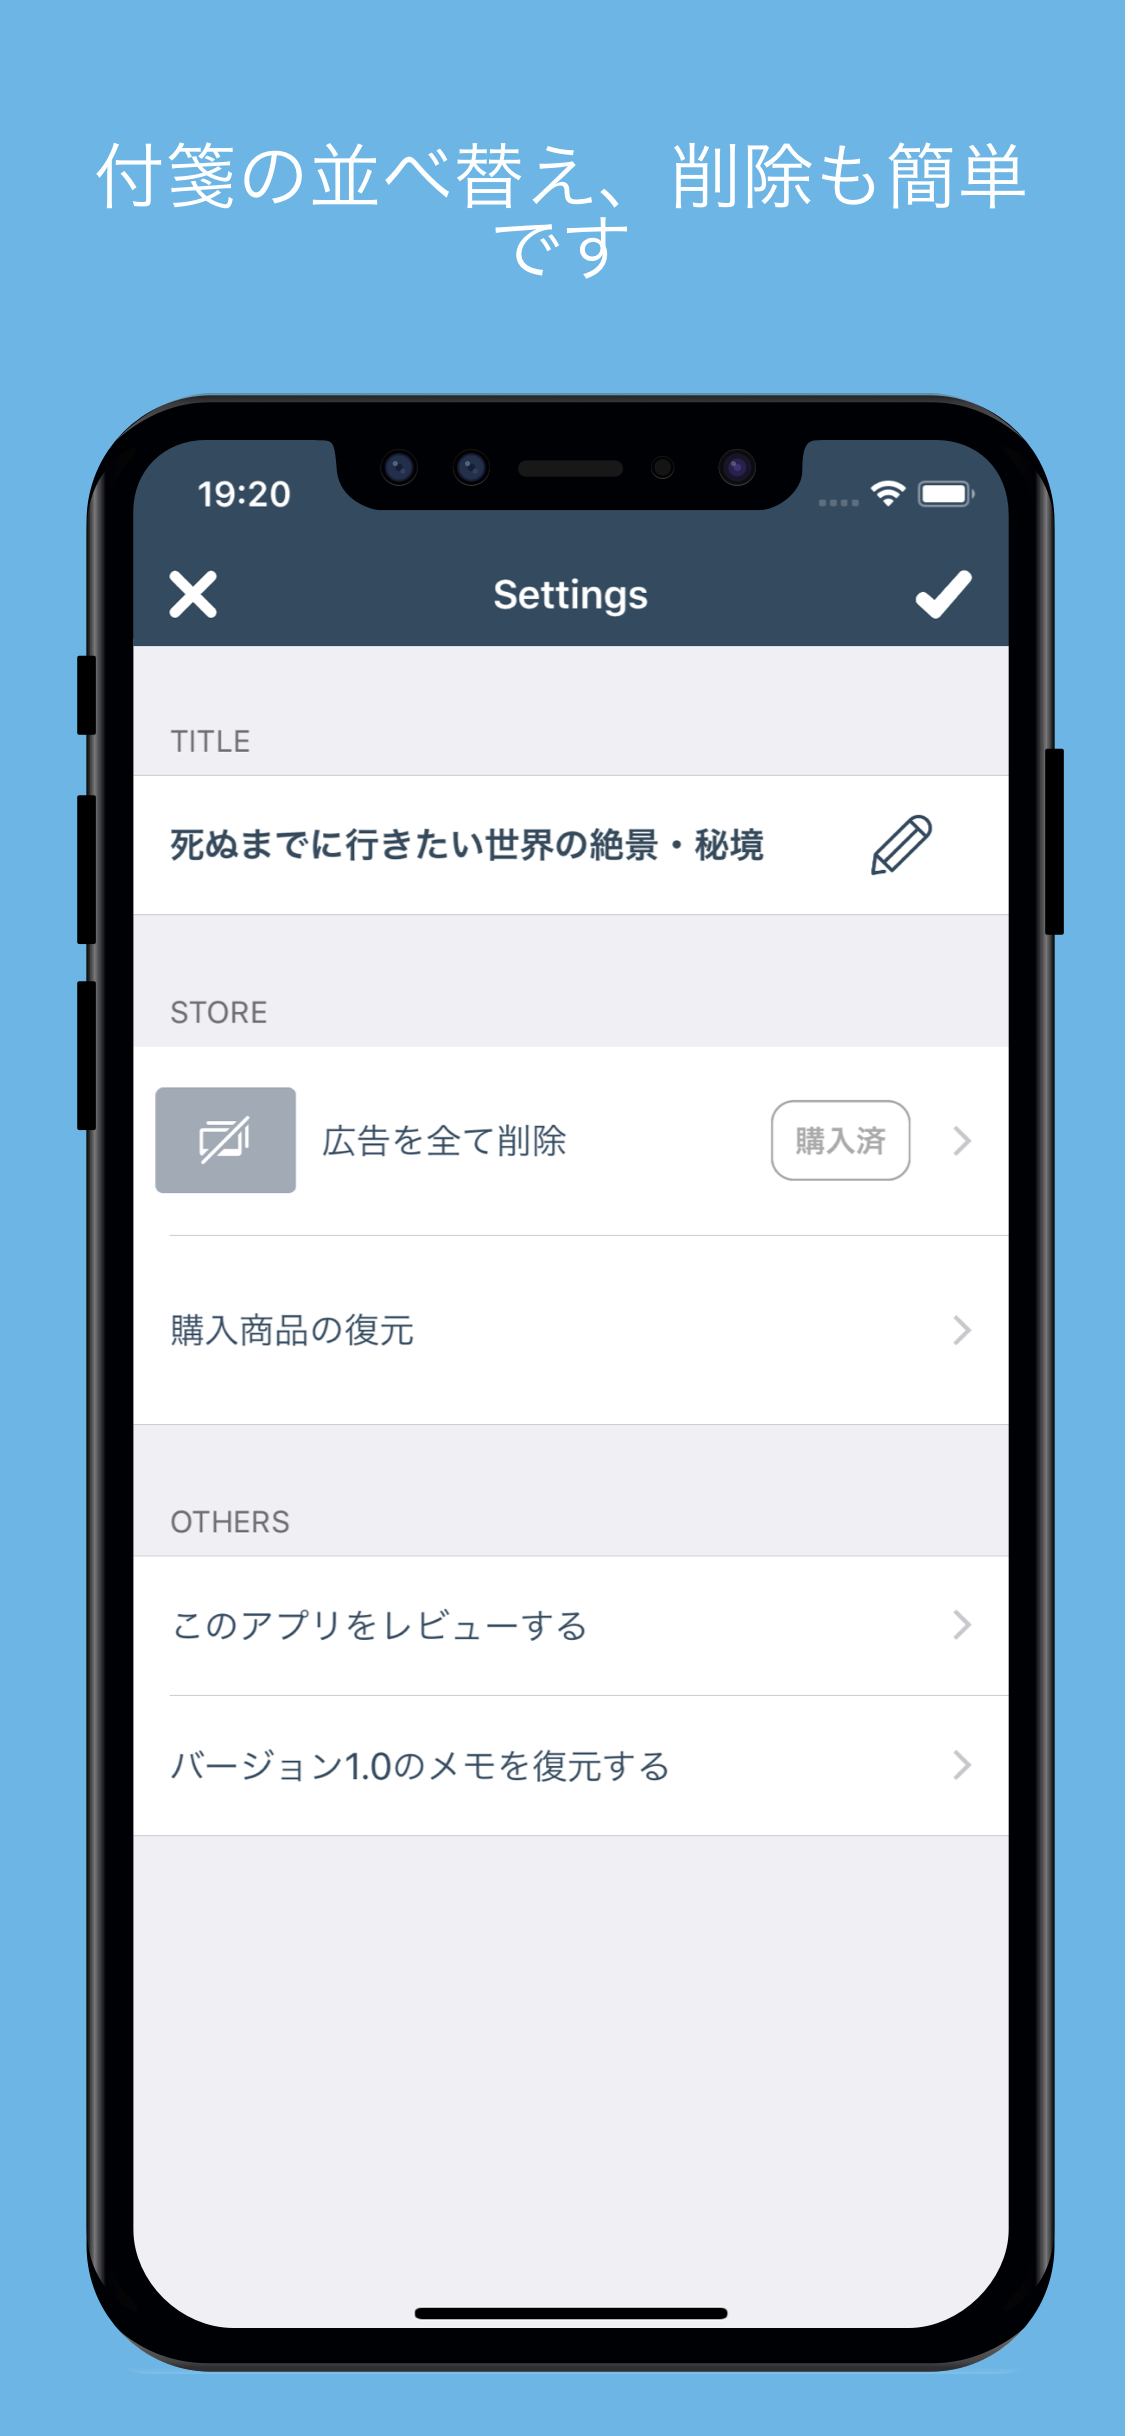 付箋の並べ替え、削除も簡単
です
19:20
Settings
TITLE
死ぬまでに行きたい世界の絶景・秘境
STORE
広告を全て削除
購入済
購入商品の復元
OTHERS
このアプリをレビューする
バージョン1.0のメモを復元する